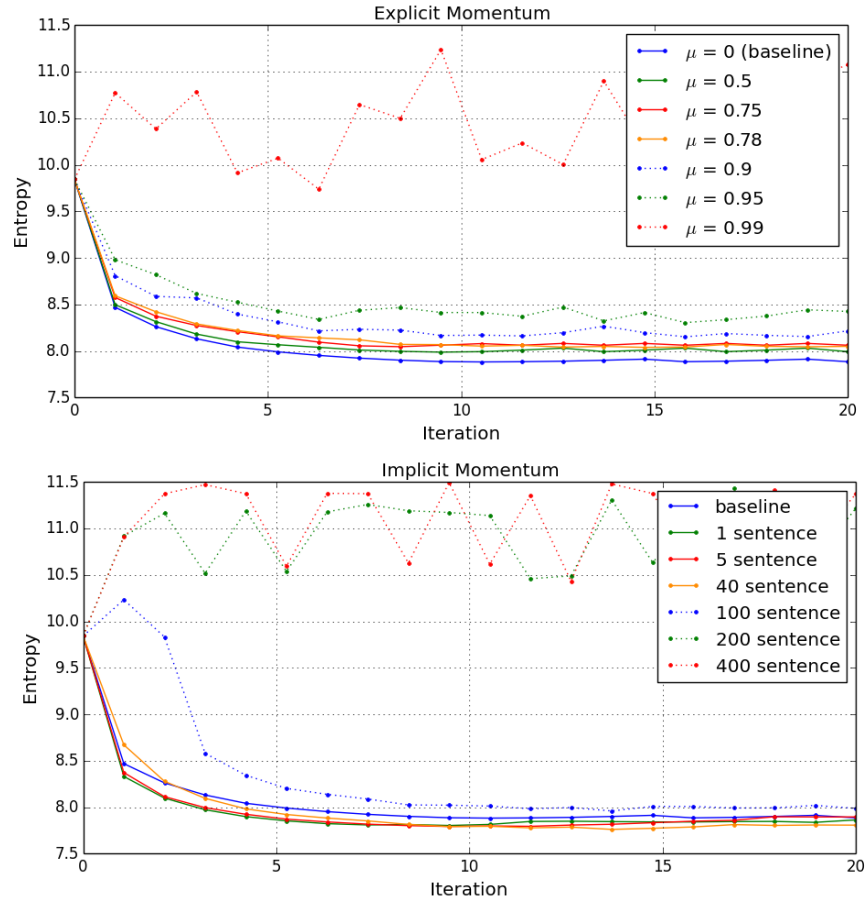 Explicit Momentum
11.5
11.0
10.5
10.0
9.5
9.0
8.5
8.0
7.5
Entropy
μ = 0 (baseline)
μ = 0.5
μ = 0.75
μ = 0.78
μ = 0.9
μ = 0.95
μ = 0.99
0 5 10 15 20
Iteration
Implicit Momentum
11.5
11.0
10.5
10.0
9.5
9.0
8.5
8.0
7.5
Entropy
baseline
1 sentence
5 sentence
40 sentence
100 sentence
200 sentence
400 sentence
0 5 10 15 20
Iteration